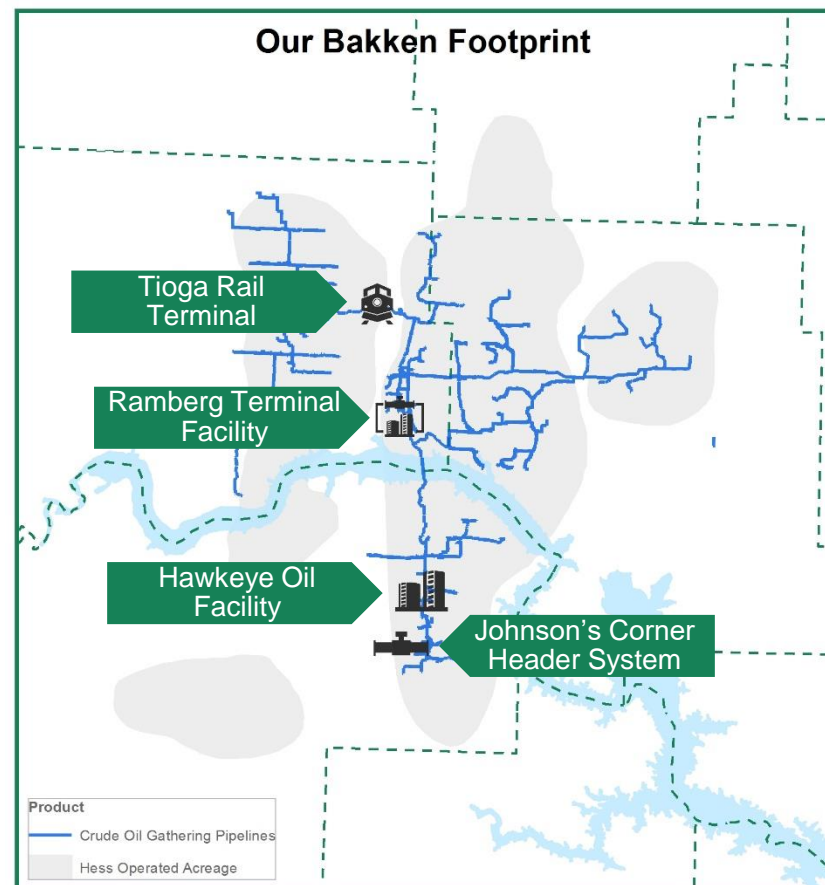 Our Bakken Footprint
Tioga Rail
Terminal
Ramberg Terminal
Facility
Hawkeye Oil
Facility
Johnson’s Corner
Header System
Product
Crude Oil Gathering Pipelines
Hess Operated Acreage